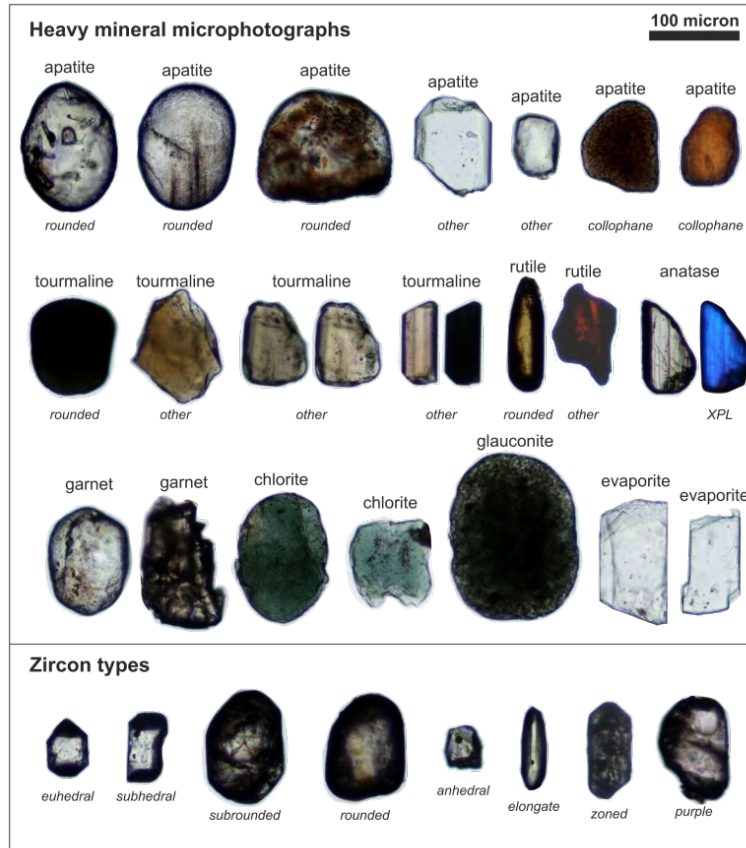 Heavy mineral microphotographs
100 micron
apatite apatite apatite apatite apatite apatite apatite
rounded rounded rounded other other collophane collophane
tourmaline tourmaline tourmaline tourmaline rutile rutile anatase
rounded other other other rounded other XPL
garnet garnet chlorite chlorite glauconite evaporite evaporite
Zircon types
euhedral subhedral subrounded rounded anhedral elongate zoned purple